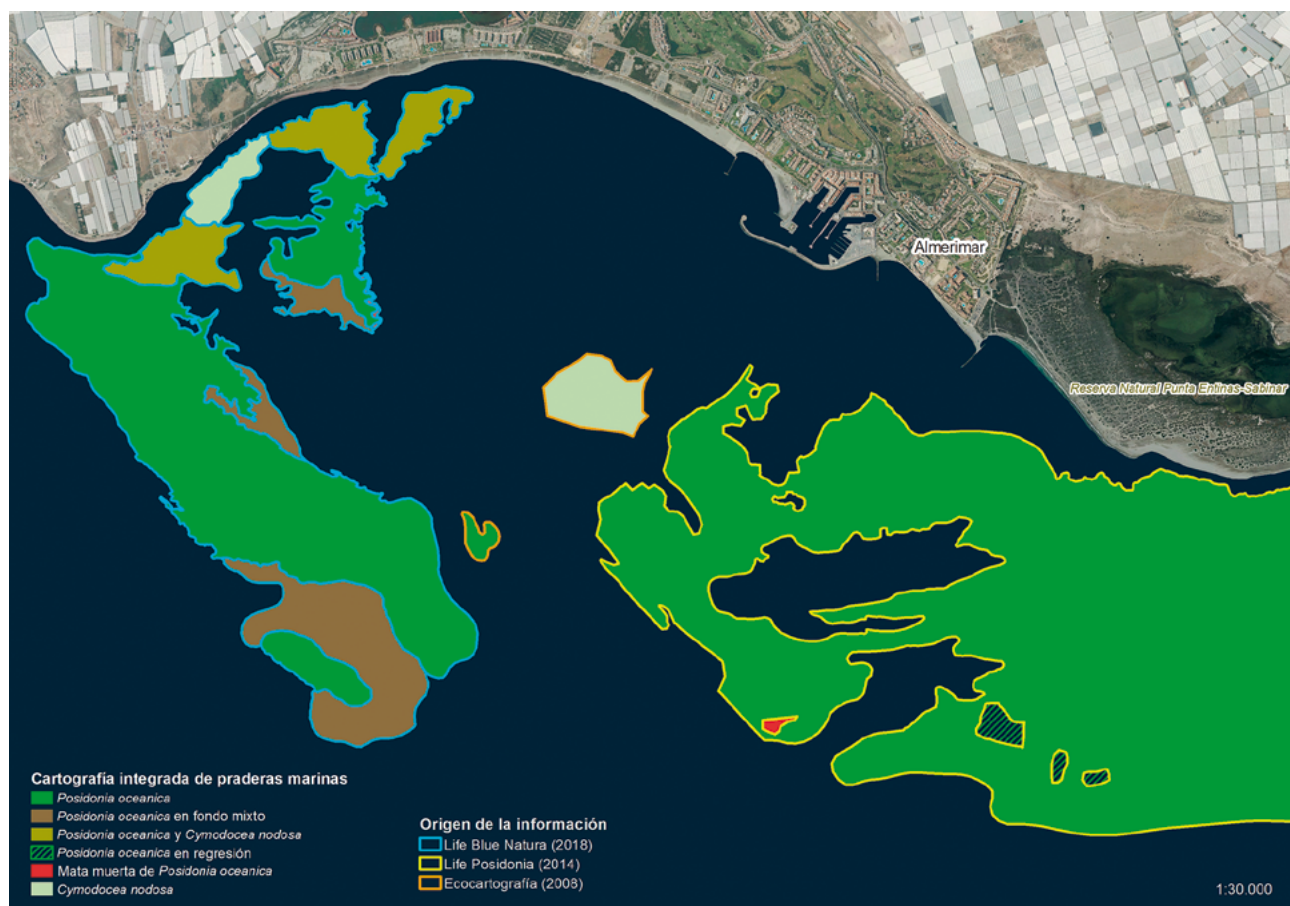 Almerimar
Reserva Natural Punta Entinas-Sabinar
Cartografía integrada de praderas marinas
Posidonia oceanica
Posidonia oceanica en fondo mixto
Posidonia oceanica y Cymodocea nodosa
Posidonia oceanica en regresión
Mata muerta de Posidonia oceanica
Cymodocea nodosa
Origen de la información
Life Blue Natura (2018)
Life Posidonia (2014)
Ecocartografía (2008)
1:30.000